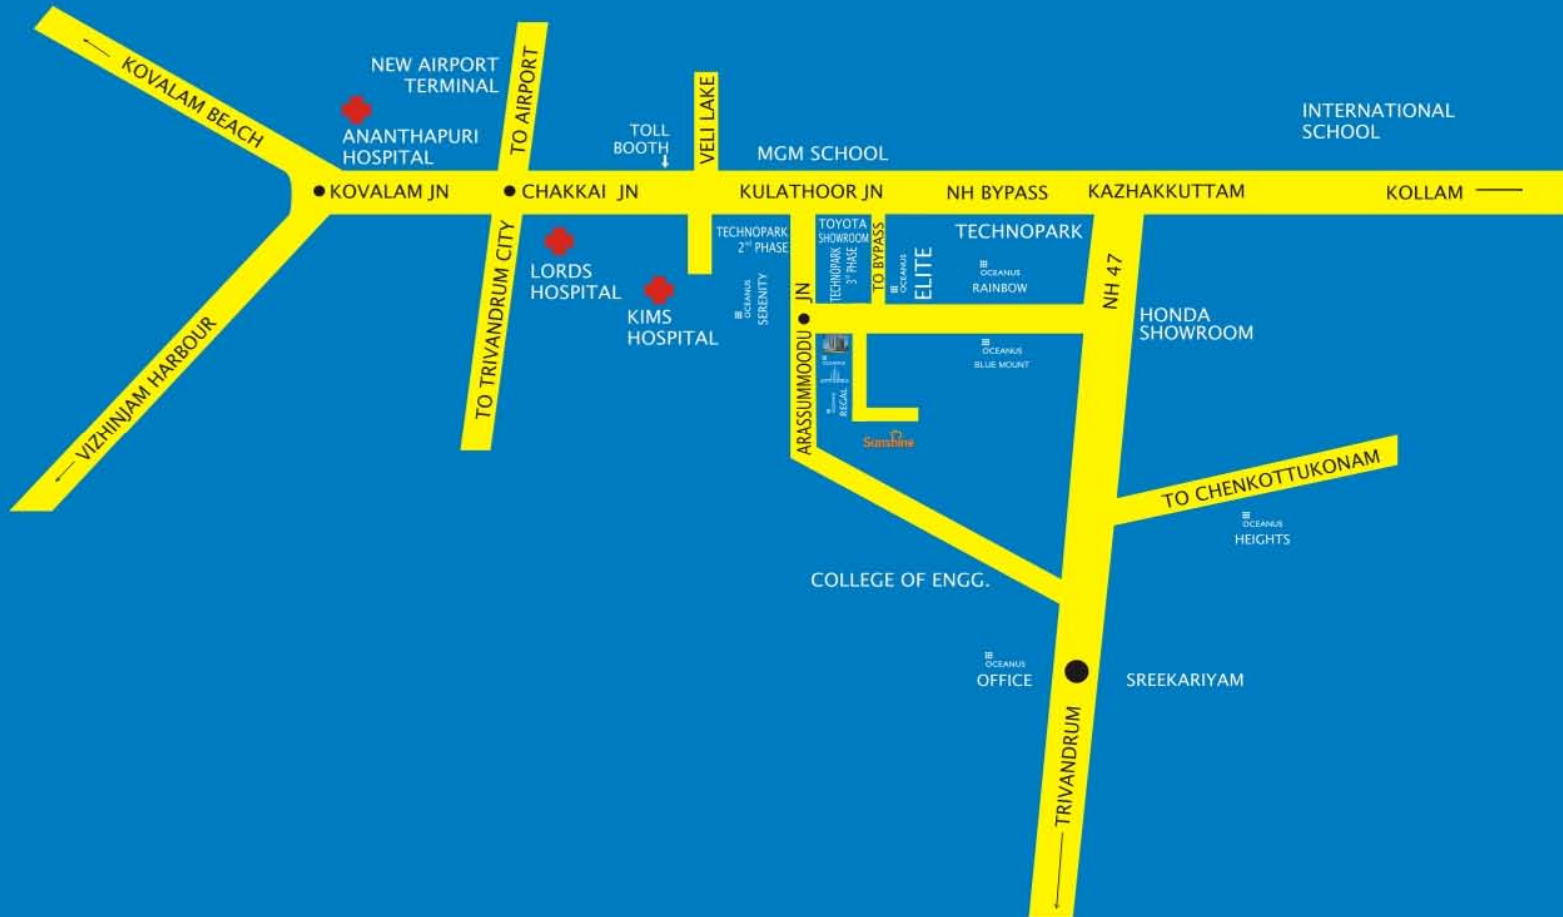 KOVALAM BEACH
NEW AIRPORT
TERMINAL
TO AIRPORT
ANANTHAPURI
HOSPITAL
TOLL
BOOTH
VELI LAKE
MGM SCHOOL
INTERNATIONAL
SCHOOL
KOVALAM JN
CHAKKAI JN
KULATHOOR JN
NH BYPASS
KAZHAKKUTTAM
KOLLAM
VIZHINJAM HARBOUR
TO TRIVANDRUM CITY
LORDS
HOSPITAL
KIMS
HOSPITAL
TECHNOPARK
2nd PHASE
OCEANUS
SERENITY
ARASSUMMOODU JN
TOYOTA
SHOWROOM
TECHNOPARK
3rd PHASE
TO BYPASS
OCEANUS
ELITE
TECHNOPARK
OCEANUS
RAINBOW
NH 47
HONDA
SHOWROOM
OCEANUS
BLUE MOUNT
REGAL
Sunshine
TO CHENKOTTUKONAM
OCEANUS
HEIGHTS
COLLEGE OF ENGG.
OCEANUS
OFFICE
SREEKARIYAM
TRIVANDRUM